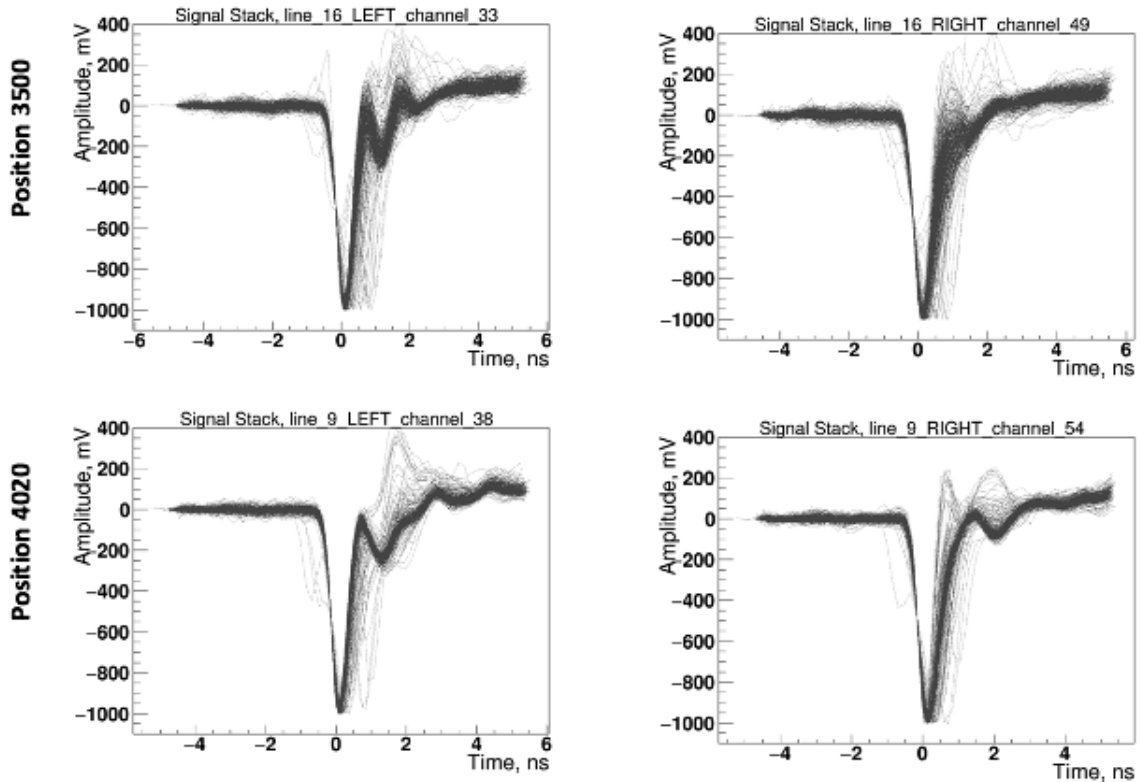 Position 3500
Signal Stack, line_16_LEFT_channel_33
Amplitude, mV
400
200
0
−200
−400
−600
−800
−1000
−6 −4 −2 0 2 4 6
Time, ns
Signal Stack, line_16_RIGHT_channel_49
Amplitude, mV
400
200
0
−200
−400
−600
−800
−1000
−4 −2 0 2 4 6
Time, ns
Position 4020
Signal Stack, line_9_LEFT_channel_38
Amplitude, mV
400
200
0
−200
−400
−600
−800
−1000
−4 −2 0 2 4 6
Time, ns
Signal Stack, line_9_RIGHT_channel_54
Amplitude, mV
400
200
0
−200
−400
−600
−800
−1000
−4 −2 0 2 4
Time, ns